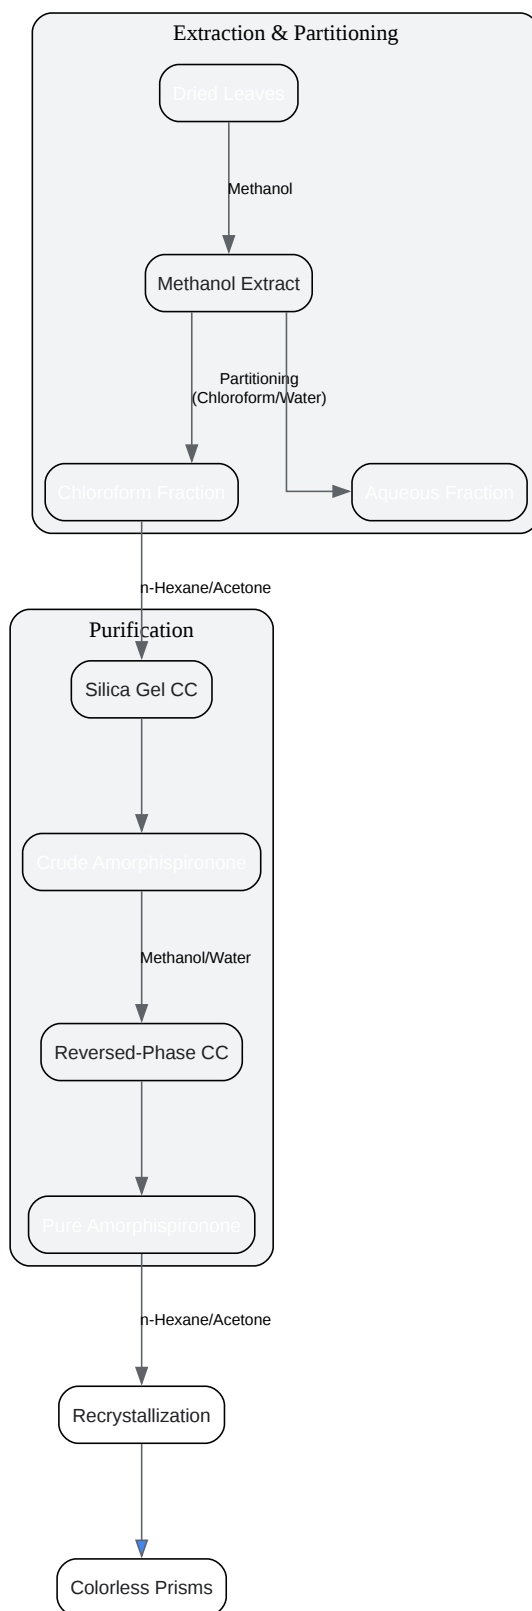 Extraction & Partitioning
Dried Leaves
Methanol
Methanol Extract
Partitioning
(Chloroform/Water)
Chloroform Fraction
Aqueous Fraction
n-Hexane/Acetone
Purification
Silica Gel CC
Crude Amorphispironone
Methanol/Water
Reversed-Phase CC
Pure Amorphispironone
n-Hexane/Acetone
Recrystallization
Colorless Prisms